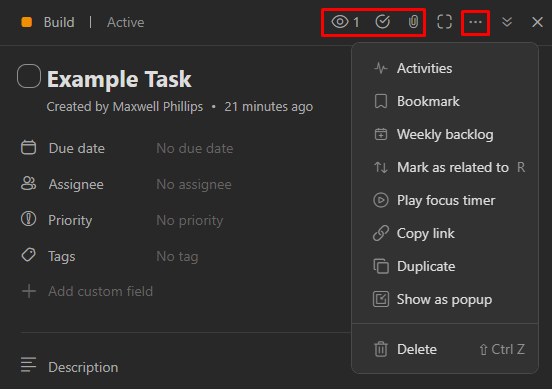 Build | Active 1
Example Task
Created by Maxwell Phillips • 21 minutes ago
Due date No due date
Assignee No assignee
Priority No priority
Tags No tag
Add custom field
Description
Activities
Bookmark
Weekly backlog
Mark as related to R
Play focus timer
Copy link
Duplicate
Show as popup
Delete ⇧ Ctrl Z